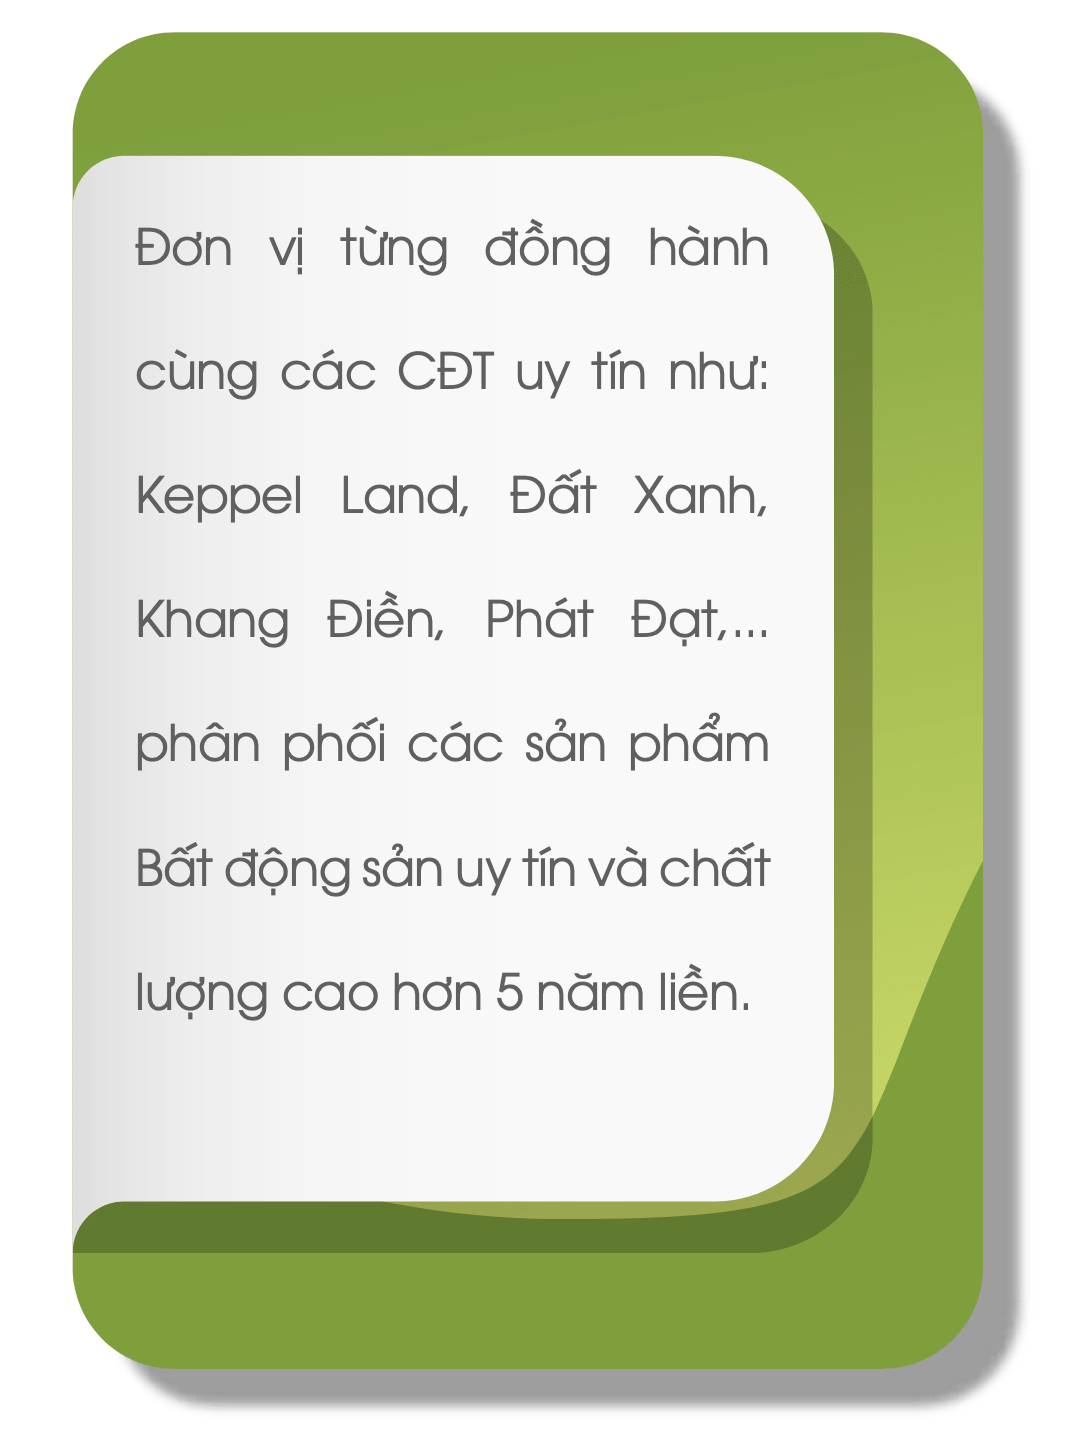 Đơn vị từng đồng hành
cùng các CĐT uy tín như:
Keppel Land, Đất Xanh,
Khang Điền, Phát Đạt,...
phân phối các sản phẩm
Bất động sản uy tín và chất
lượng cao hơn 5 năm liền.